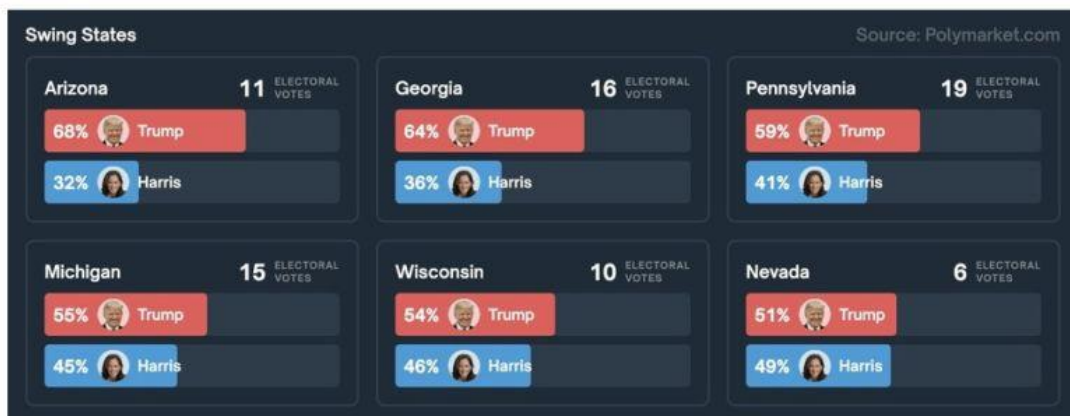 Swing States
Source: Polymarket.com
Arizona
11 ELECTORAL VOTES
68% Trump
32% Harris
Georgia
16 ELECTORAL VOTES
64% Trump
36% Harris
Pennsylvania
19 ELECTORAL VOTES
59% Trump
41% Harris
Michigan
15 ELECTORAL VOTES
55% Trump
45% Harris
Wisconsin
10 ELECTORAL VOTES
54% Trump
46% Harris
Nevada
6 ELECTORAL VOTES
51% Trump
49% Harris